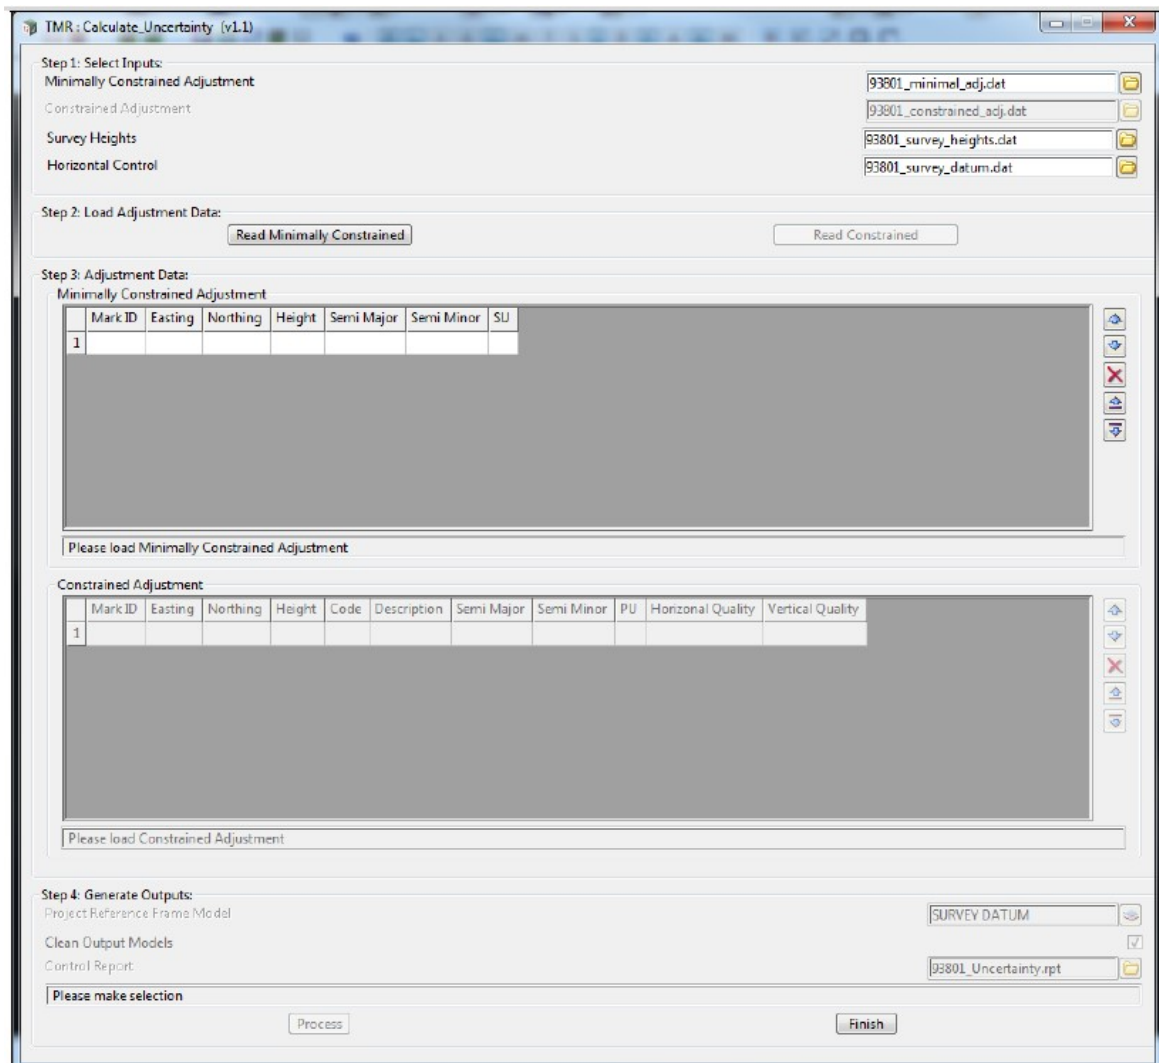 TMR : Calculate_Uncertainty (v1.1)
Step 1: Select Inputs:
Minimally Constrained Adjustment 93801_minimal_adj.dat
Constrained Adjustment 93801_constrained_adj.dat
Survey Heights 93801_survey_heights.dat
Horizontal Control 93801_survey_datum.dat
Step 2: Load Adjustment Data:
Read Minimally Constrained Read Constrained
Step 3: Adjustment Data:
Minimally Constrained Adjustment
Mark ID Easting Northing Height Semi Major Semi Minor SU
1
Please load Minimally Constrained Adjustment
Constrained Adjustment
Mark ID Easting Northing Height Code Description Semi Major Semi Minor PU Horizonal Quality Vertical Quality
1
Please load Constrained Adjustment
Step 4: Generate Outputs:
Project Reference Frame Model SURVEY DATUM
Clean Output Models
Control Report 93801_Uncertainty.rpt
Please make selection
Process Finish